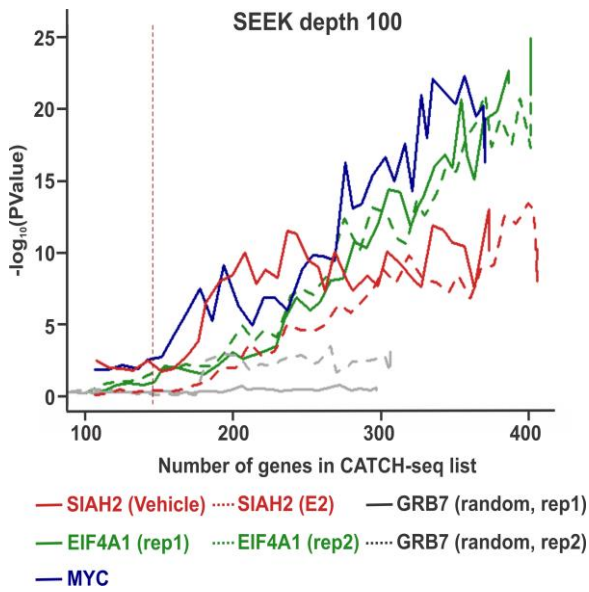 SEEK depth 100
-log10(PValue)
25
20
15
10
5
0
100 200 300 400
Number of genes in CATCH-seq list
SIAH2 (Vehicle) SIAH2 (E2) GRB7 (random, rep1)
EIF4A1 (rep1) EIF4A1 (rep2) GRB7 (random, rep2)
MYC